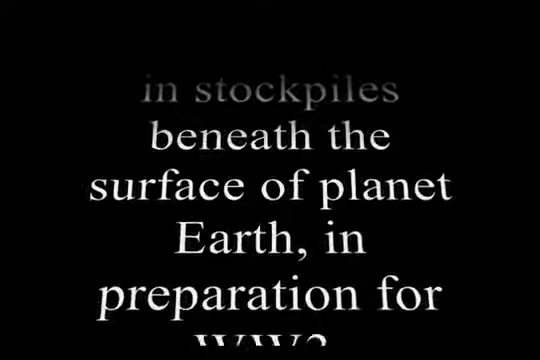 in stockpiles
beneath the
surface of planet
Earth, in
preparation for